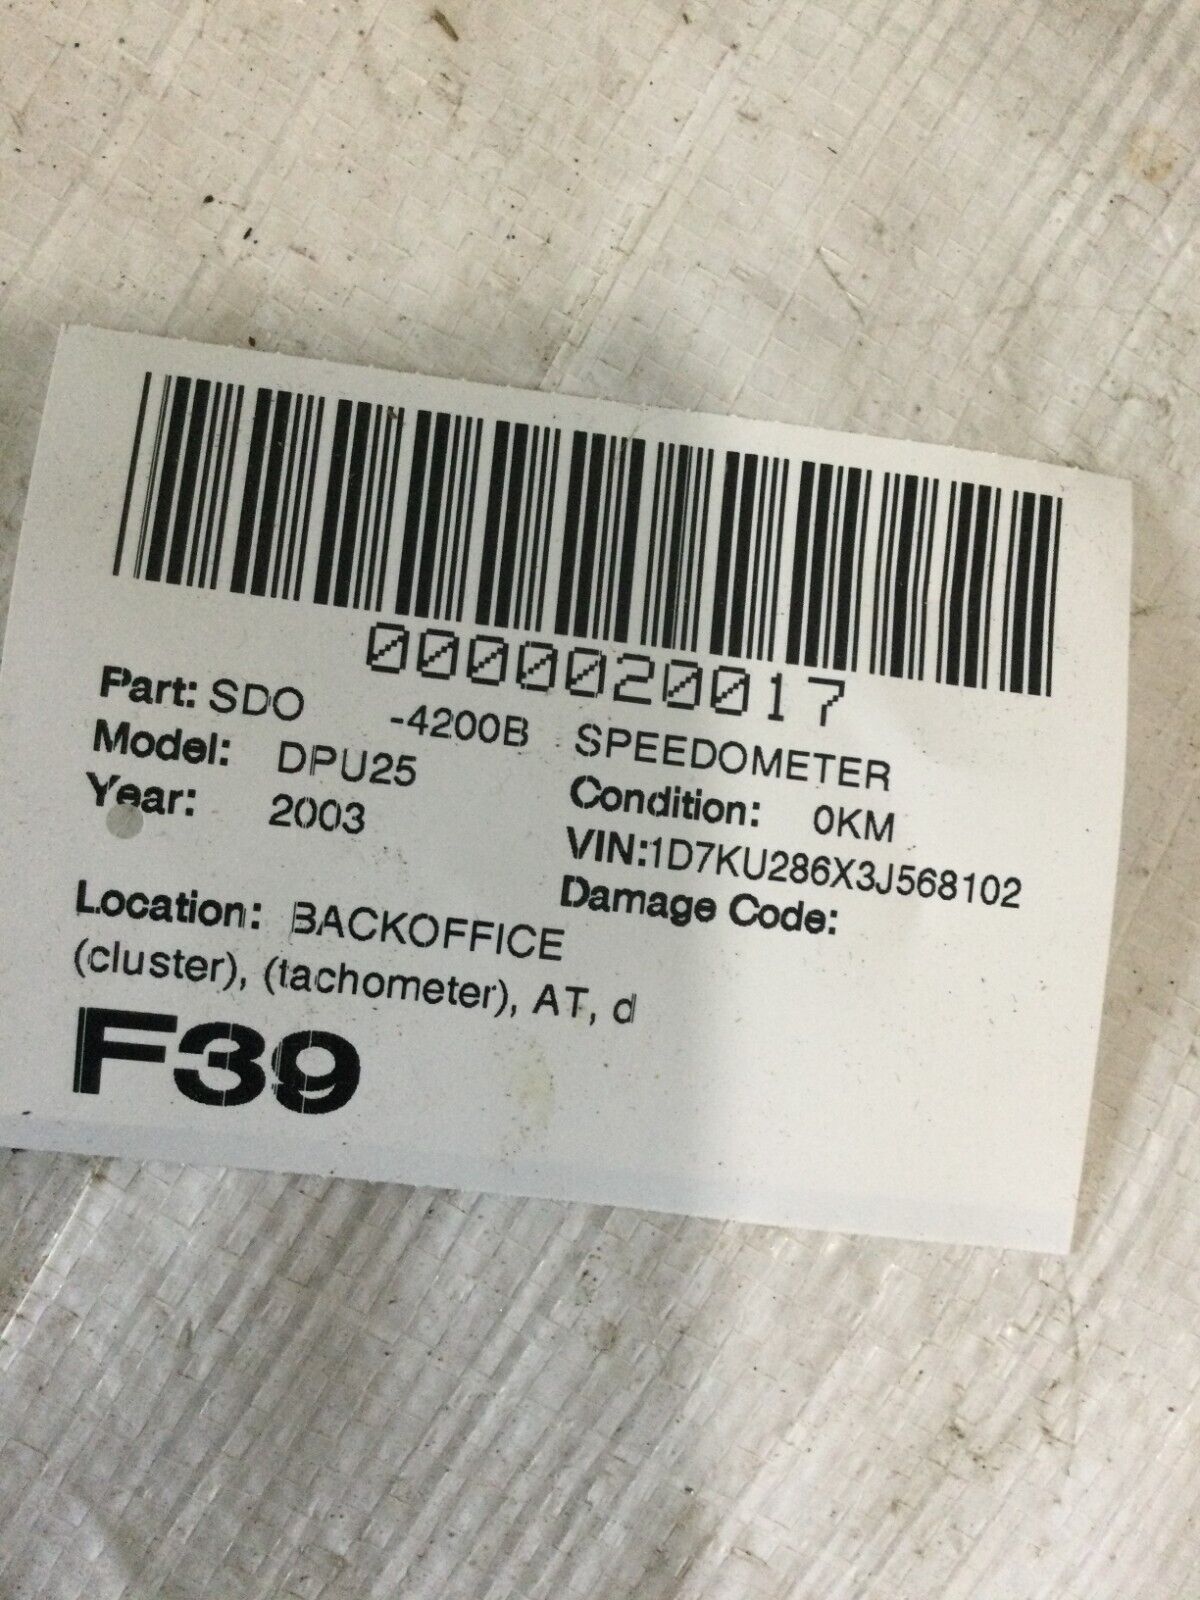 0000020017
Part: SDO -4200B SPEEDOMETER
Model: DPU25 Condition: 0KM
Year: 2003 VIN:1D7KU286X3J568102
Damage Code:
Location: BACKOFFICE
(cluster), (tachometer), AT, d
F39